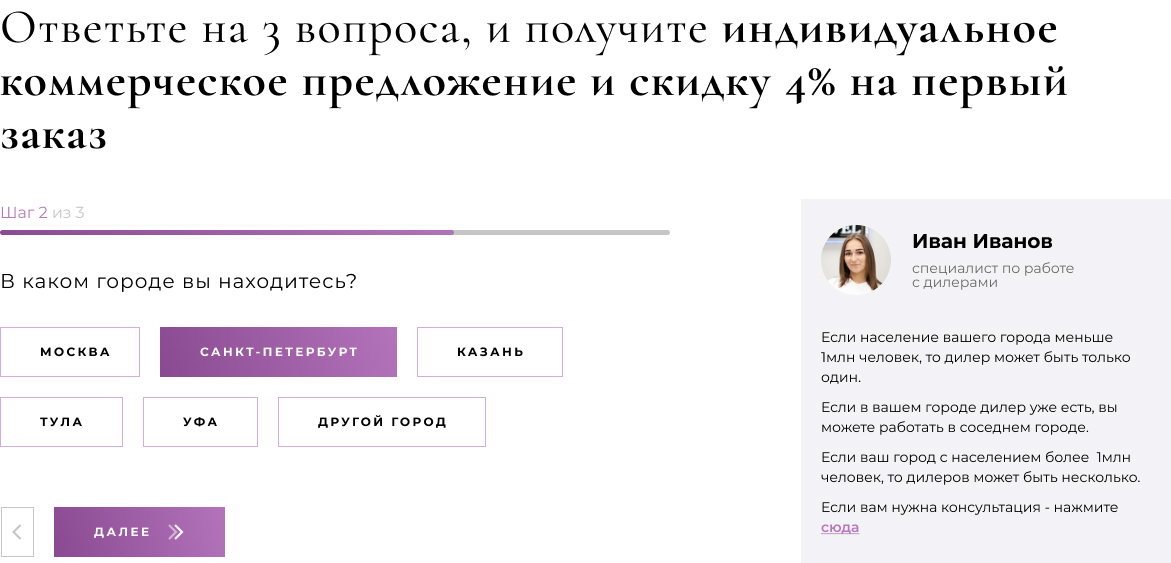 Ответьте на 3 вопроса, и получите индивидуальное
коммерческое предложение и скидку 4% на первый
заказ
Шаг 2 из 3
В каком городе вы находитесь?
МОСКВА
САНКТ-ПЕТЕРБУРТ
КАЗАНЬ
ТУЛА
УФА
ДРУГОЙ ГОРОД
ДАЛЕЕ
Иван Иванов
специалист по работе
с дилерами
Если население вашего города меньше
1млн человек, то дилер может быть только
один.
Если в вашем городе дилер уже есть, вы
можете работать в соседнем городе.
Если ваш город с населением более 1млн
человек, то дилеров может быть несколько.
Если вам нужна консультация - нажмите
сюда